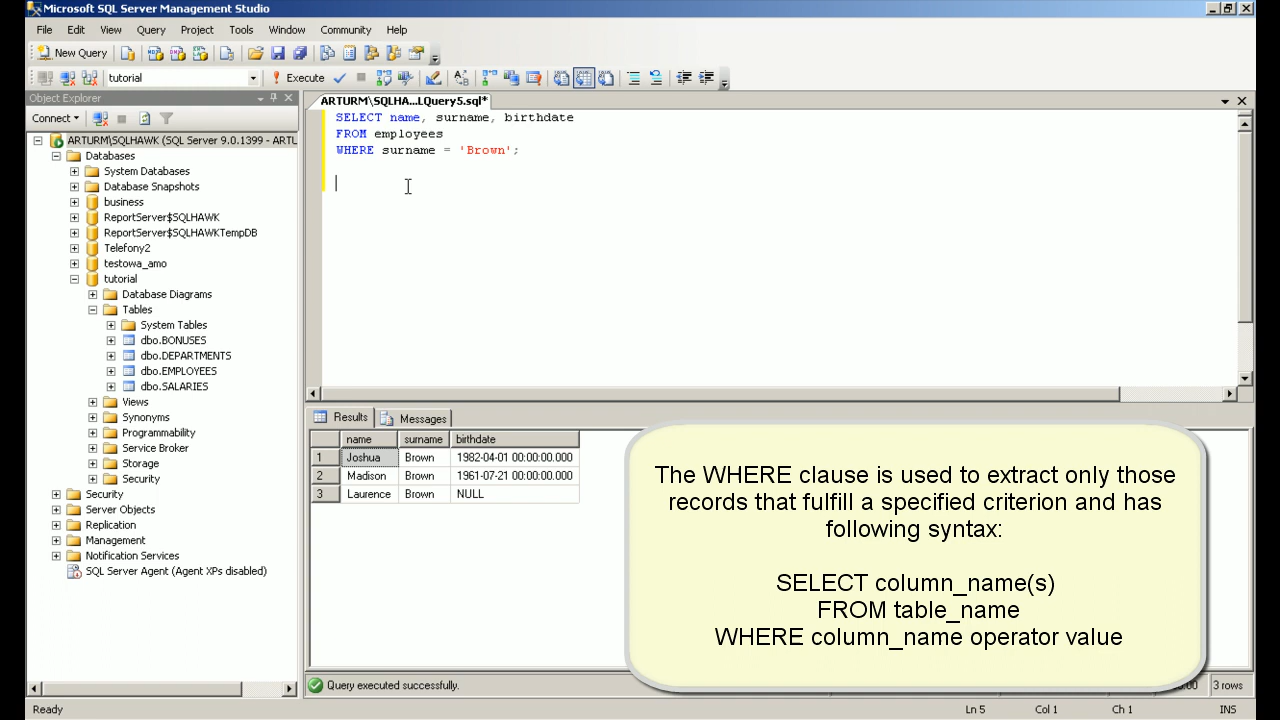 Microsoft SQL Server Management Studio
File Edit View Query Project Tools Window Community Help
New Query
tutorial Execute
Object Explorer
Connect
ARTURM\SQLHAWK (SQL Server 9.0.1399 - ARTU
Databases
System Databases
Database Snapshots
business
ReportServer$SQLHAWK
ReportServer$SQLHAWKTempDB
Telefony2
testowa_amo
tutorial
Database Diagrams
Tables
System Tables
dbo.BONUSES
dbo.DEPARTMENTS
dbo.EMPLOYEES
dbo.SALARIES
Views
Synonyms
Programmability
Service Broker
Storage
Security
Security
Server Objects
Replication
Management
Notification Services
SQL Server Agent (Agent XPs disabled)
ARTURM\SQLHA...LQuery5.sql*
SELECT name, surname, birthdate
FROM employees
WHERE surname = 'Brown';
Results Messages
name surname birthdate
1 Joshua Brown 1982-04-01 00:00:00.000
2 Madison Brown 1961-07-21 00:00:00.000
3 Laurence Brown NULL
The WHERE clause is used to extract only those
records that fulfill a specified criterion and has
following syntax:
SELECT column_name(s)
FROM table_name
WHERE column_name operator value
Query executed successfully.
3 rows
Ready Ln 5 Col 1 Ch 1 INS